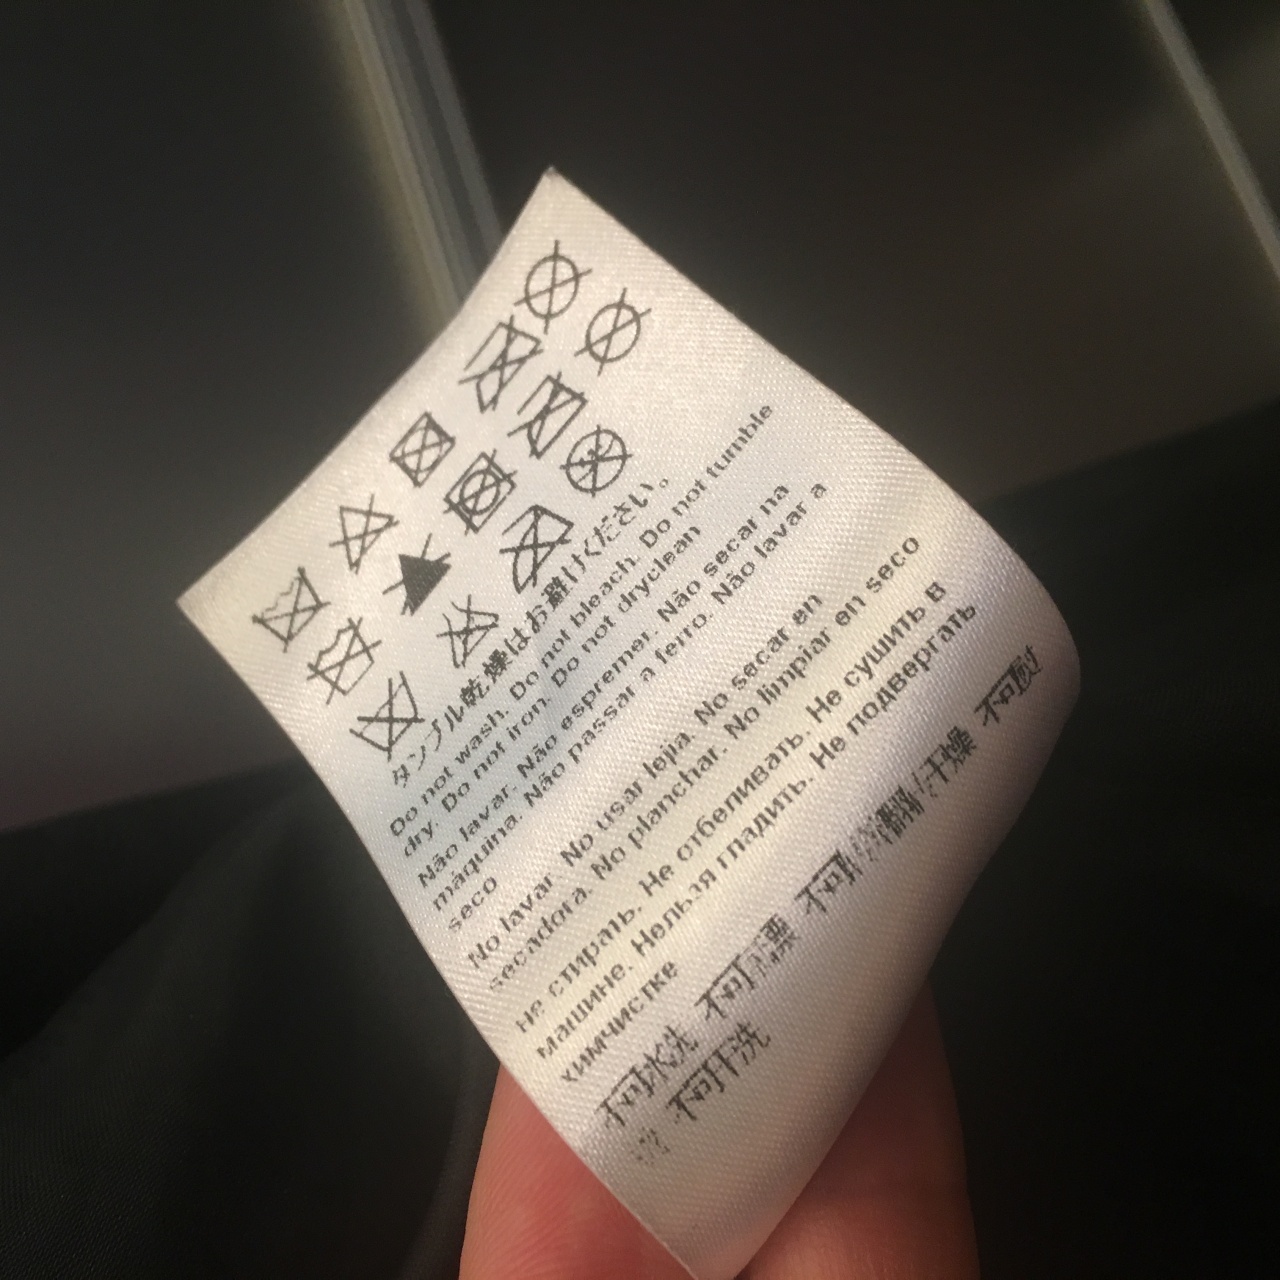 タンブル乾燥はお避けください。
Do not wash. Do not bleach. Do not tumble
dry. Do not iron. Do not dryclean
Não lavar. Não espremer. Não secar na
máquina. Não passar a ferro. Não lavar a
seco
No lavar. No usar lejia. No secar en
secadora. No planchar. No limpiar en seco
Не стирать. Не отбеливать. Не сушить в
машине. Нельзя гладить. Не подвергать
химчистке
不可水洗 不可漂 不可 翻 干燥 不可
不可干洗